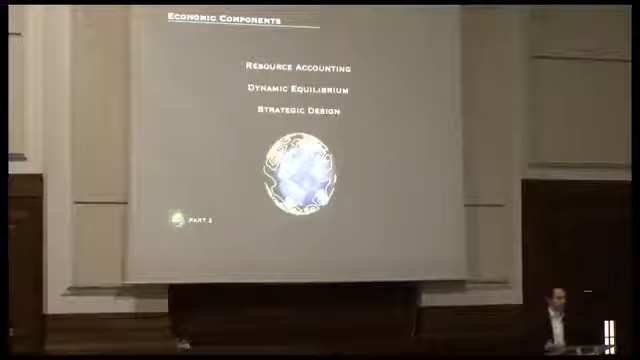 Economic Components
Resource Accounting
Dynamic Equilibrium
Strategic Design
Part 2